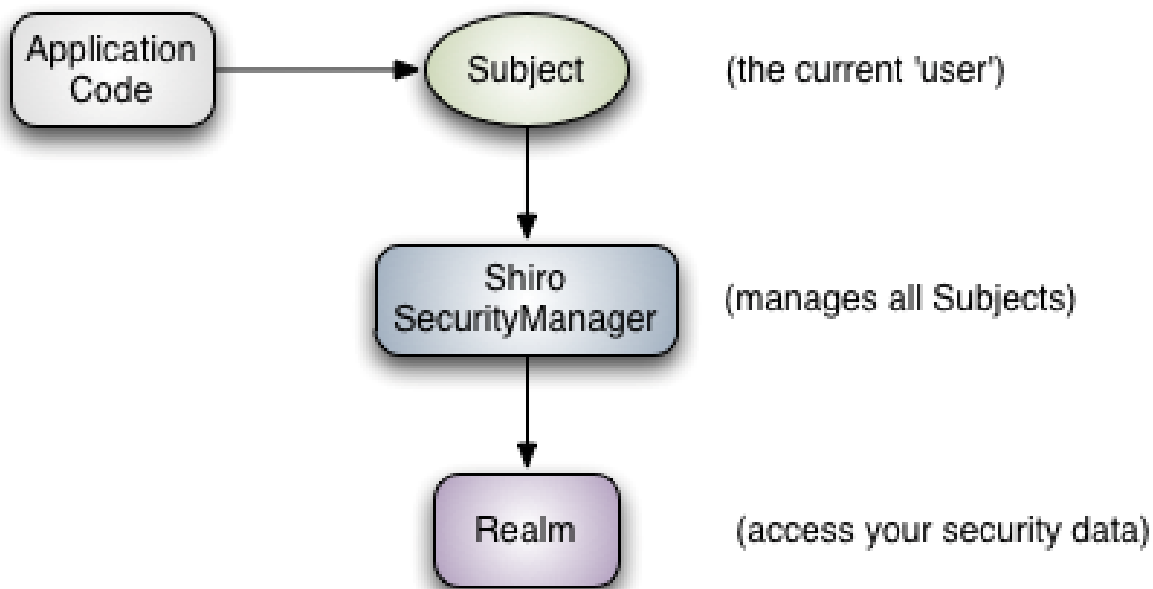 Application
Code
Subject
(the current 'user')
Shiro
SecurityManager
(manages all Subjects)
Realm
(access your security data)